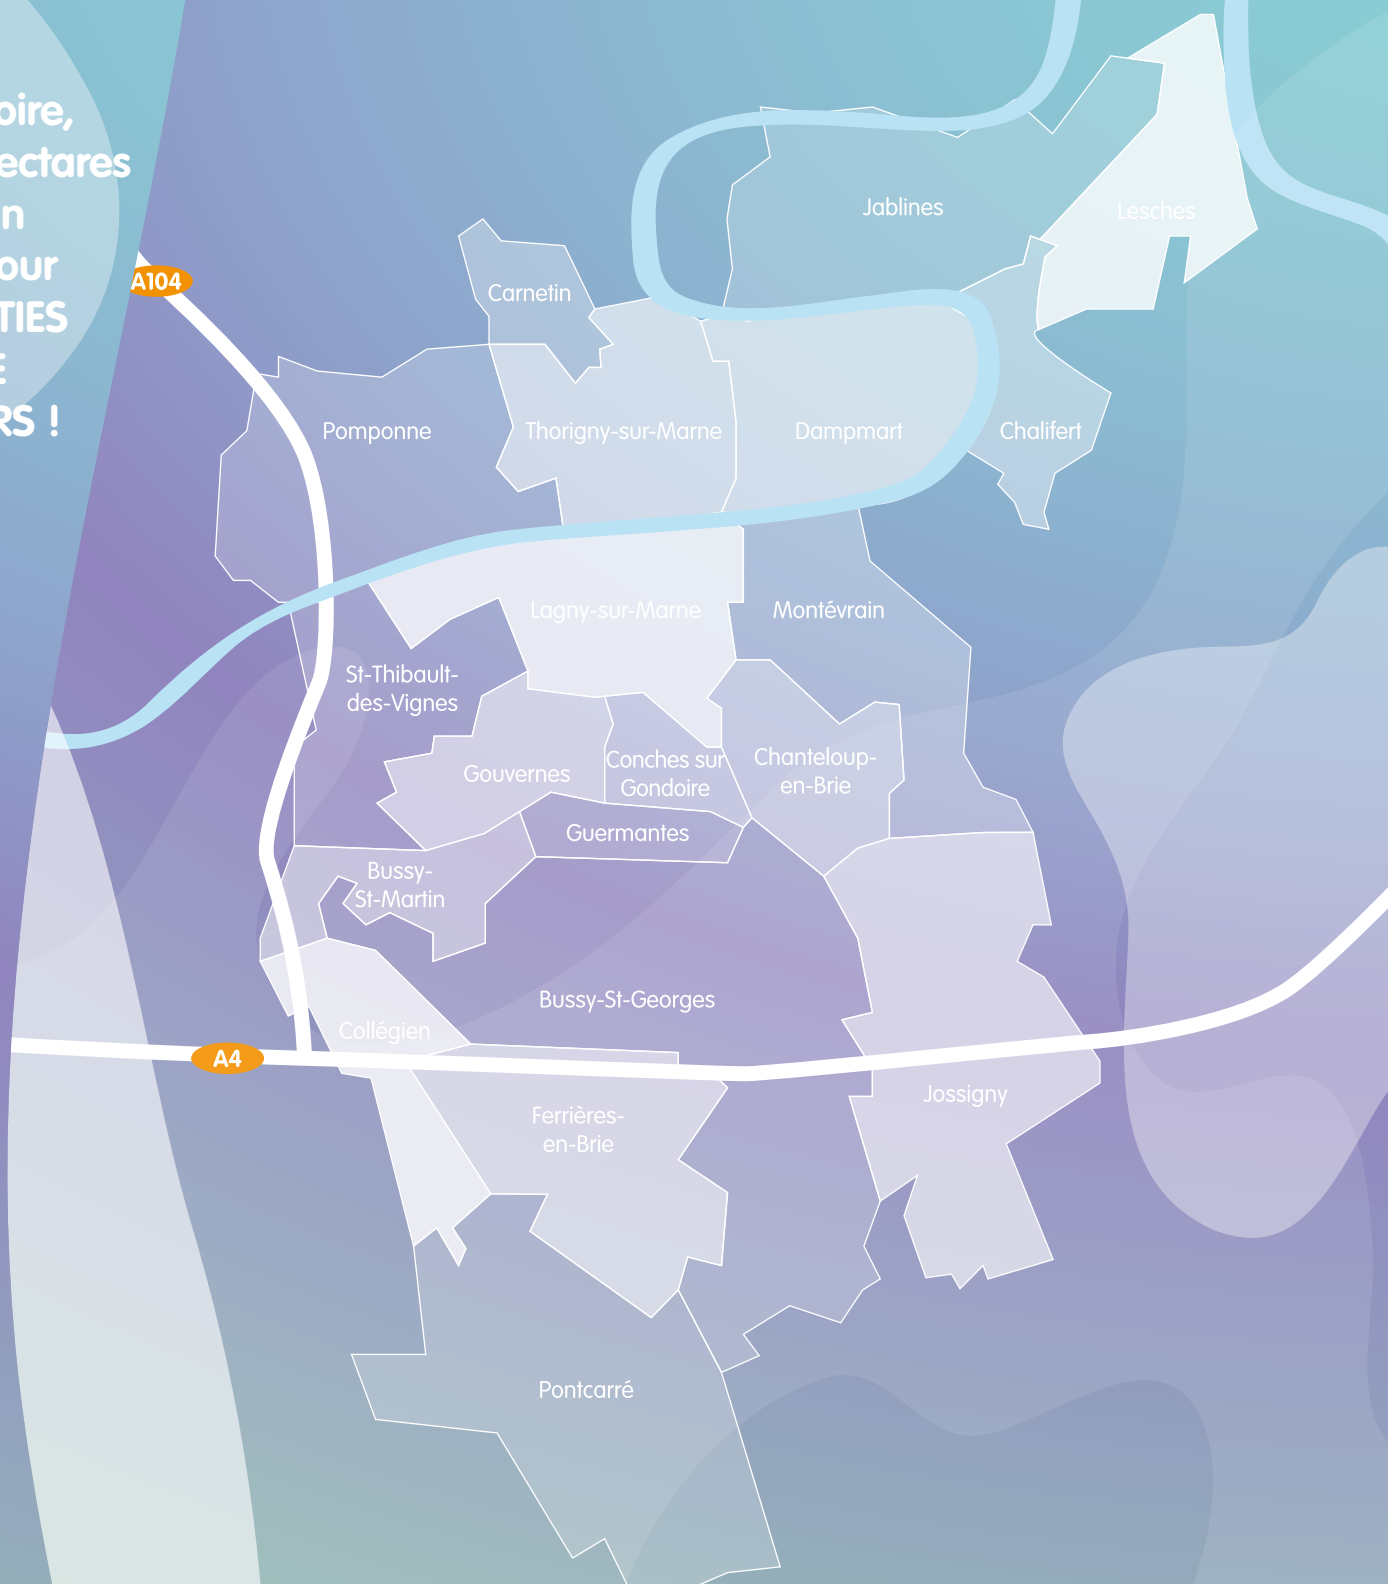 oire,
ectares
n
our
TIES
E
RS !
A104
Jablines
Lesches
Carnetin
Pomponne
Thorigny-sur-Marne
Dampmart
Chalifert
Lagny-sur-Marne
Montévrain
St-Thibault-
des-Vignes
Gouvernes
Conches sur
Gondoire
Chanteloup-
en-Brie
Guermantes
Bussy-
St-Martin
Bussy-St-Georges
Collégien
A4
Jossigny
Ferrières-
en-Brie
Pontcarré